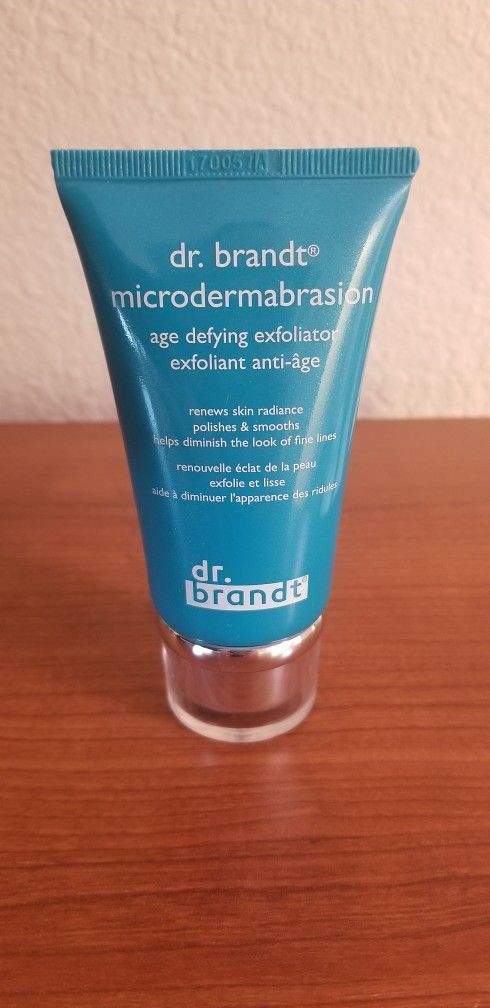 170057A
dr. brandt®
microdermabrasion
age defying exfoliator
exfoliant anti-âge
renews skin radiance
polishes & smooths
helps diminish the look of fine lines
renouvelle éclat de la peau
exfolie et lisse
aide à diminuer l'apparence des ridules
dr.
brandt®